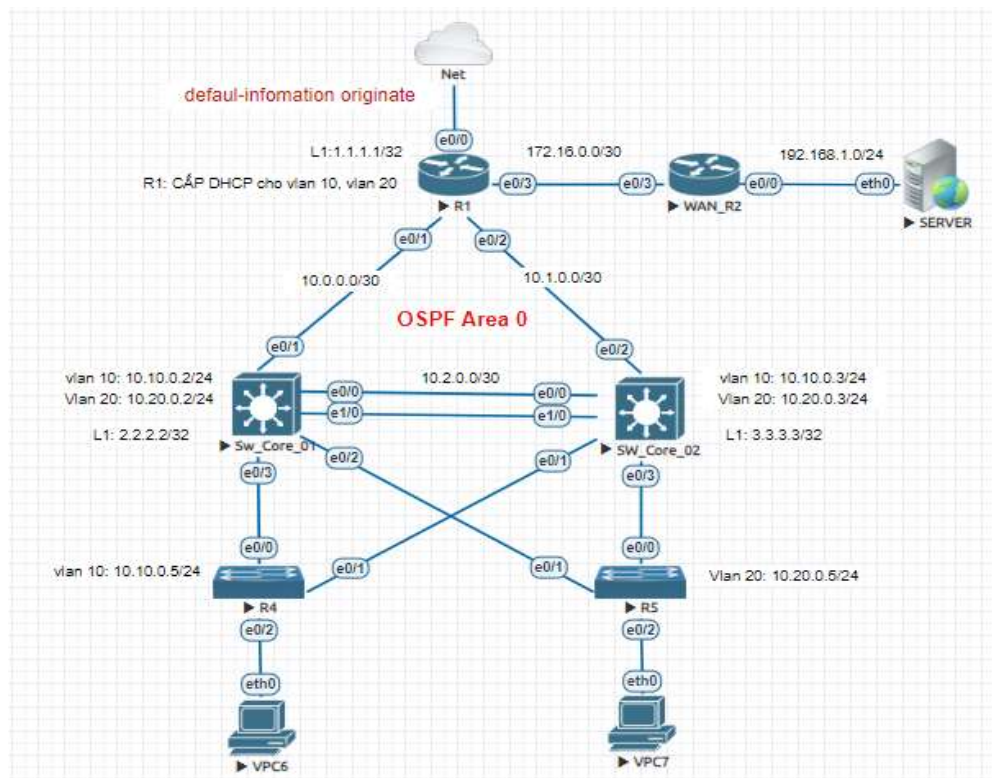 Net
defaul-infomation originate
e0/0
L1:1.1.1.1/32
172.16.0.0/30
192.168.1.0/24
R1: CẤP DHCP cho vlan 10, vlan 20
e0/3
e0/3
e0/0
eth0
R1
WAN_R2
SERVER
e0/1
e0/2
10.0.0.0/30
10.1.0.0/30
OSPF Area 0
e0/1
e0/2
vlan 10: 10.10.0.2/24
Vlan 20: 10.20.0.2/24
10.2.0.0/30
e0/0
e0/0
e1/0
e1/0
vlan 10: 10.10.0.3/24
Vlan 20: 10.20.0.3/24
L1: 2.2.2.2/32
L1: 3.3.3.3/32
Sw_Core_01
SW_Core_02
e0/2
e0/1
e0/3
e0/3
e0/0
e0/0
vlan 10: 10.10.0.5/24
e0/1
e0/1
Vlan 20: 10.20.0.5/24
R4
R5
e0/2
e0/2
eth0
eth0
VPC6
VPC7